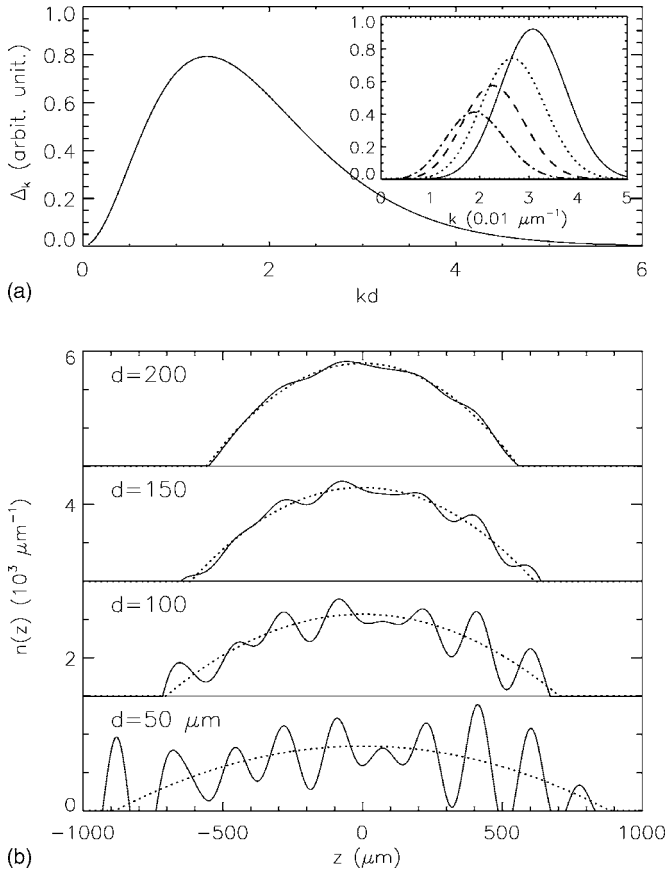 1.0
0.8
0.6
0.4
0.2
0.0
Δk (arbit. unit.)
1.0
0.8
0.6
0.4
0.2
0.0
0 1 2 3 4 5
k (0.01 μm⁻¹)
0 2 4 6
kd
(a)
6
4
2
0
n(z) (10³ μm⁻¹)
d=200
d=150
d=100
d=50 μm
-1000 -500 0 500 1000
z (μm)
(b)